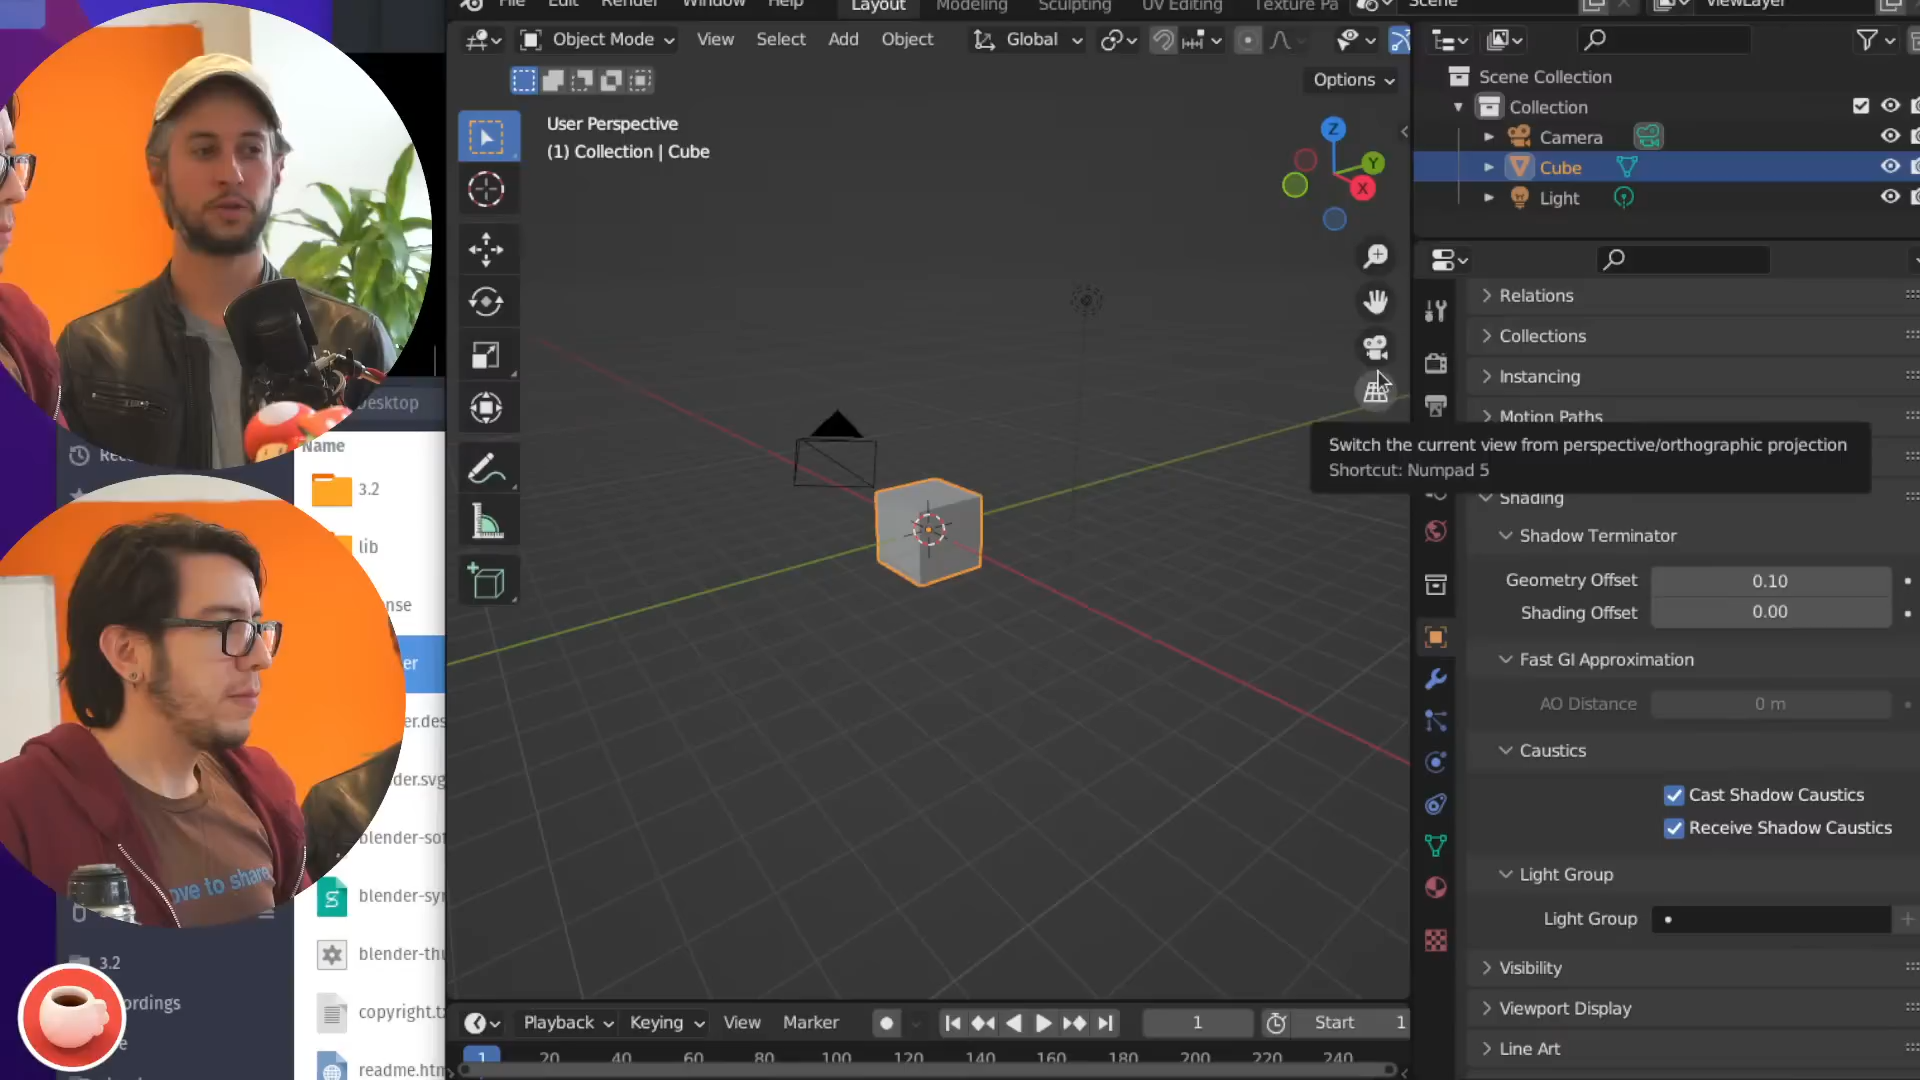 File Edit Render Window Help Layout Modeling Sculpting UV Editing Texture Pa Scene ViewLayer
Object Mode View Select Add Object Global
Options
User Perspective
(1) Collection | Cube
Z
Y
X
Scene Collection
Collection
Camera
Cube
Light
Relations
Collections
Instancing
Motion Paths
Switch the current view from perspective/orthographic projection
Shortcut: Numpad 5
Shading
Shadow Terminator
Geometry Offset 0.10
Shading Offset 0.00
Fast GI Approximation
AO Distance 0 m
Caustics
Cast Shadow Caustics
Receive Shadow Caustics
Light Group
Light Group
Visibility
Viewport Display
Line Art
Desktop
Name
Rec
3.2
lib
nse
er
er.des
der.svg
blender-sof
blender-syr
blender-thu
copyright.tx
readme.htm
3.2
ordings
ove to share
Playback Keying View Marker 1 Start 1
1 20 40 60 80 100 120 140 160 180 200 220 240